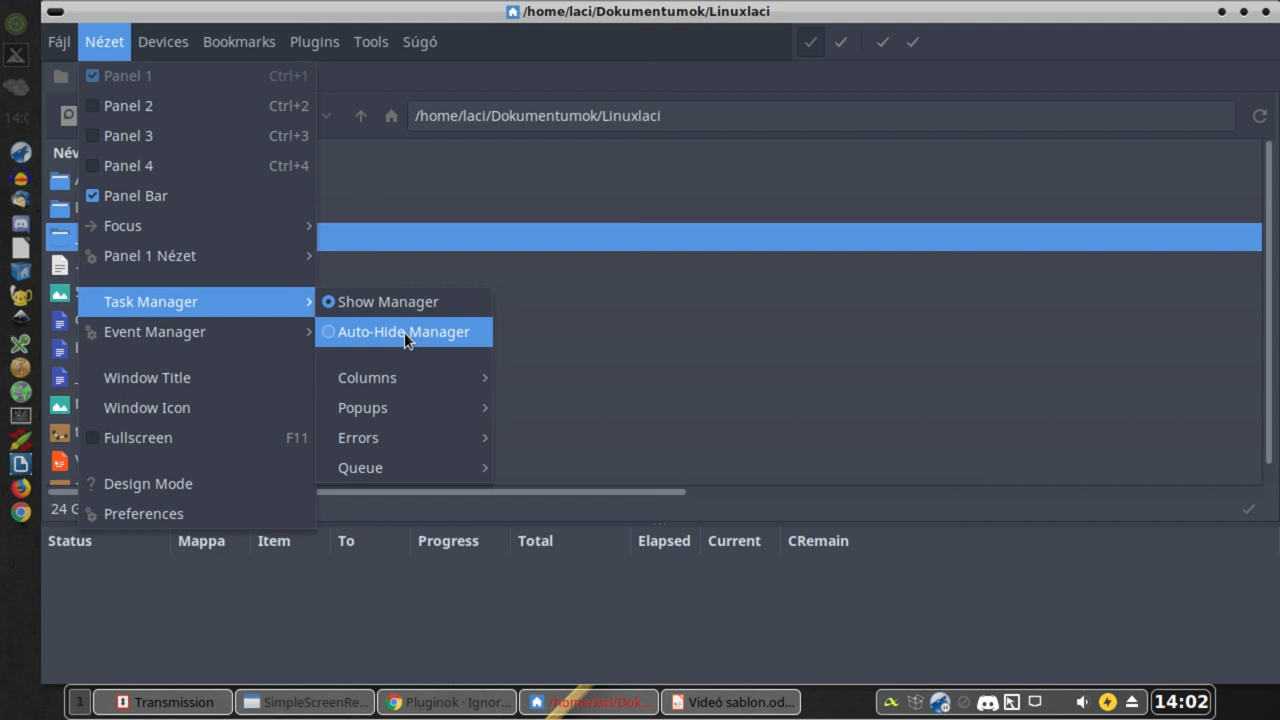 /home/laci/Dokumentumok/Linuxlaci
Fájl Nézet Devices Bookmarks Plugins Tools Súgó
Panel 1 Ctrl+1
Panel 2 Ctrl+2
/home/laci/Dokumentumok/Linuxlaci
Panel 3 Ctrl+3
Név
Panel 4 Ctrl+4
Panel Bar
Focus
Panel 1 Nézet
Task Manager
Show Manager
Event Manager
Auto-Hide Manager
Window Title
Columns
Window Icon
Popups
Fullscreen F11
Errors
Queue
Design Mode
24 G
Preferences
Status Mappa Item To Progress Total Elapsed Current CRemain
1 Transmission SimpleScreenRe... Pluginok · Ignor... /home/laci/Dok... Videó sablon.od... 14:02